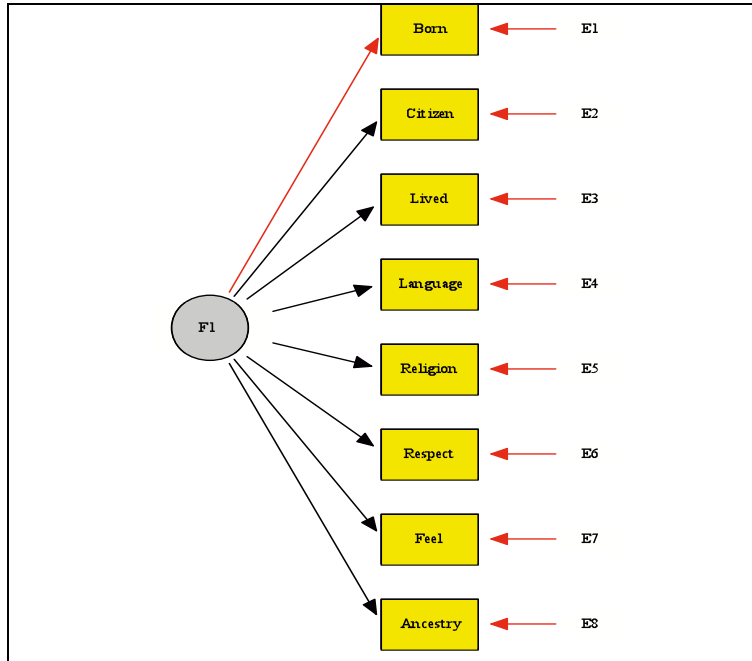 Born E1
Citizen E2
Lived E3
Language E4
F1
Religion E5
Respect E6
Feel E7
Ancestry E8